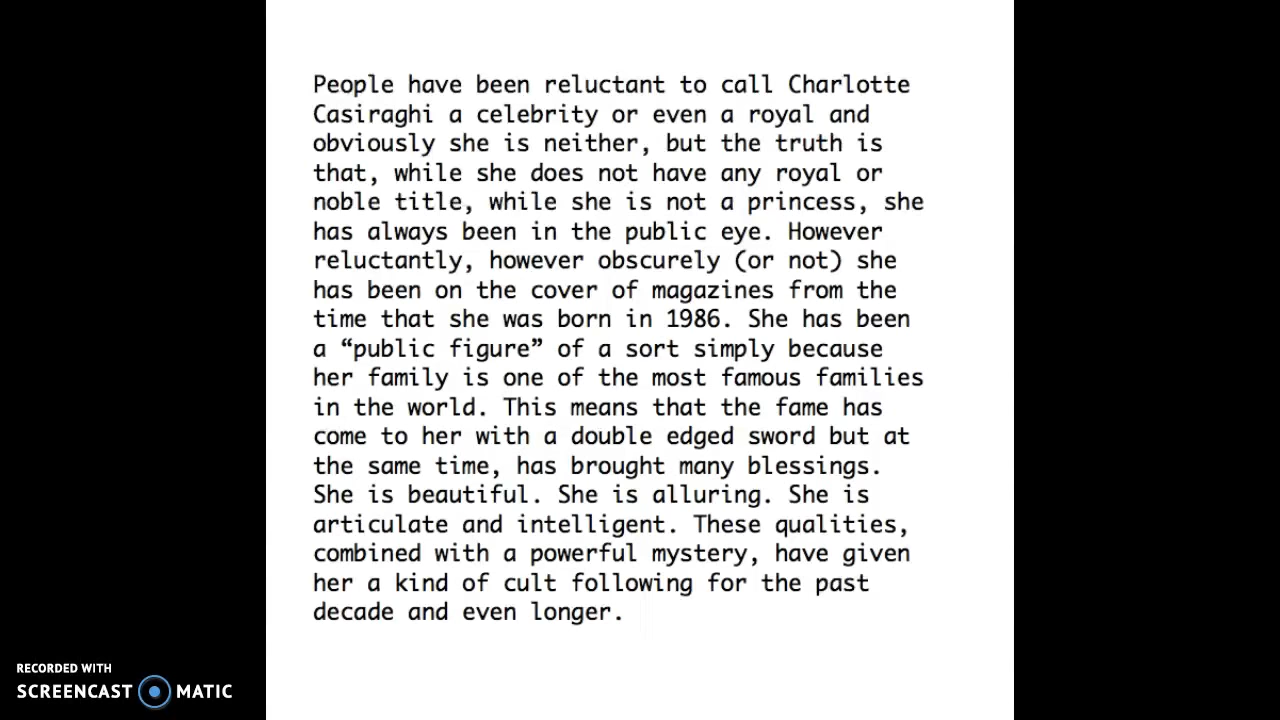 People have been reluctant to call Charlotte
Casiraghi a celebrity or even a royal and
obviously she is neither, but the truth is
that, while she does not have any royal or
noble title, while she is not a princess, she
has always been in the public eye. However
reluctantly, however obscurely (or not) she
has been on the cover of magazines from the
time that she was born in 1986. She has been
a “public figure” of a sort simply because
her family is one of the most famous families
in the world. This means that the fame has
come to her with a double edged sword but at
the same time, has brought many blessings.
She is beautiful. She is alluring. She is
articulate and intelligent. These qualities,
combined with a powerful mystery, have given
her a kind of cult following for the past
decade and even longer.
RECORDED WITH
SCREENCAST MATIC